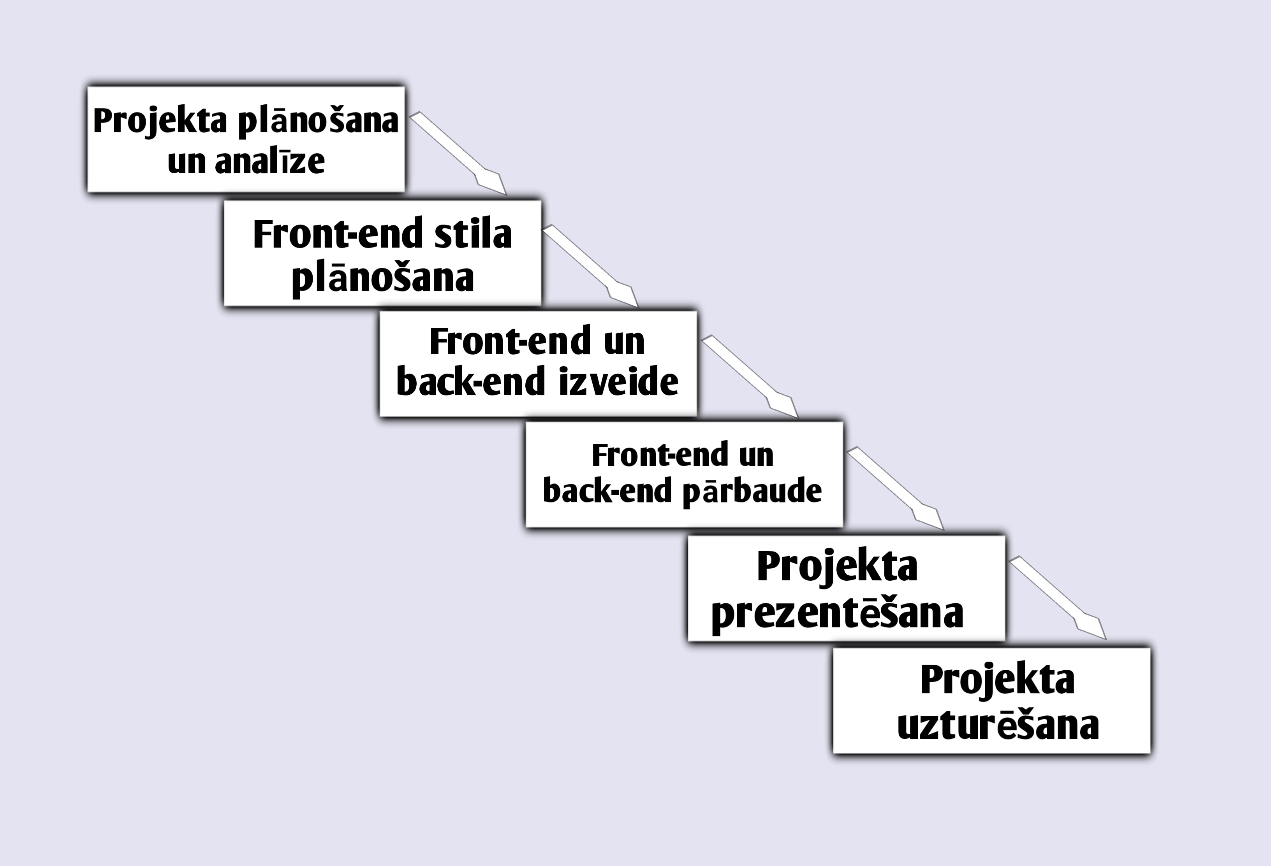 Projekta plānošana
un analīze
Front-end stila
plānošana
Front-end un
back-end izveide
Front-end un
back-end pārbaude
Projekta
prezentēšana
Projekta
uzturēšana